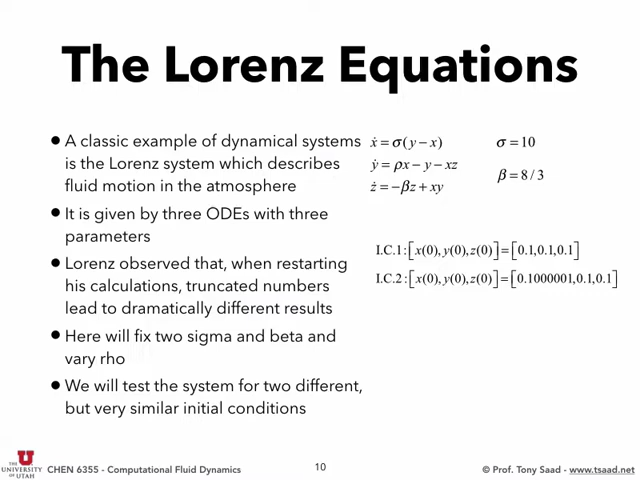 The Lorenz Equations
● A classic example of dynamical systems
is the Lorenz system which describes
fluid motion in the atmosphere
● It is given by three ODEs with three
parameters
● Lorenz observed that, when restarting
his calculations, truncated numbers
lead to dramatically different results
● Here will fix two sigma and beta and
vary rho
● We will test the system for two different,
but very similar initial conditions
ẋ = σ(y − x)
ẏ = ρx − y − xz
ż = −βz + xy
σ = 10
β = 8 / 3
I.C.1:[x(0), y(0), z(0)] = [0.1,0.1,0.1]
I.C.2:[x(0), y(0), z(0)] = [0.1000001,0.1,0.1]
THE
UNIVERSITY
OF UTAH
CHEN 6355 - Computational Fluid Dynamics
10
© Prof. Tony Saad - www.tsaad.net